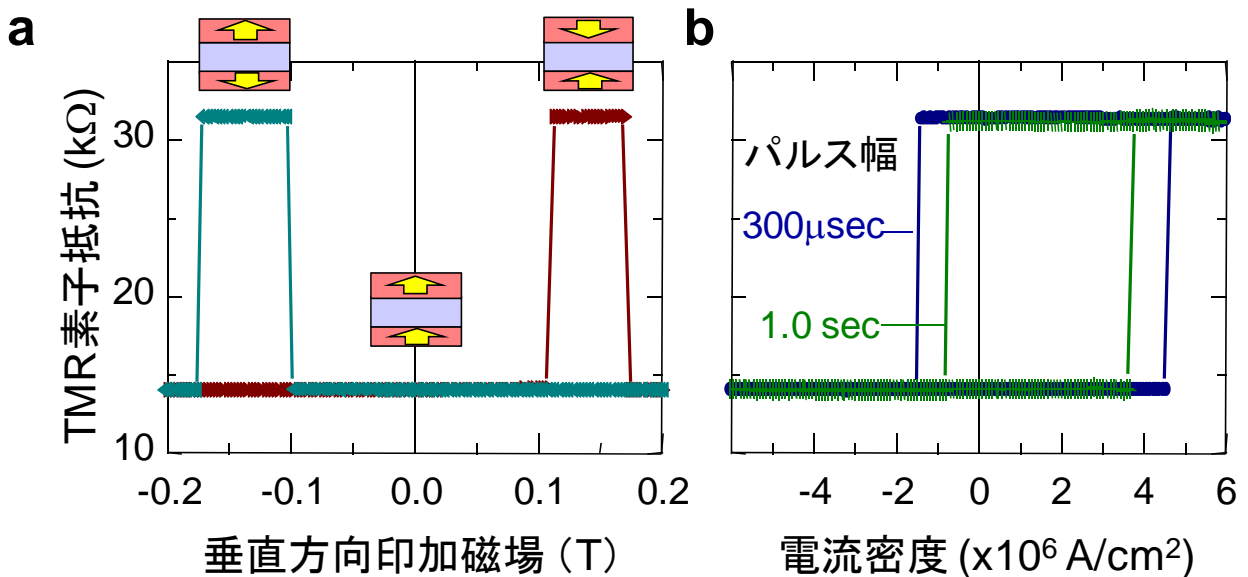 a
TMR素子抵抗 (kΩ)
30
20
10
-0.2 -0.1 0.0 0.1 0.2
垂直方向印加磁場 (T)
b
パルス幅
300μsec
1.0 sec
-4 -2 0 2 4 6
電流密度 (x10⁶ A/cm²)